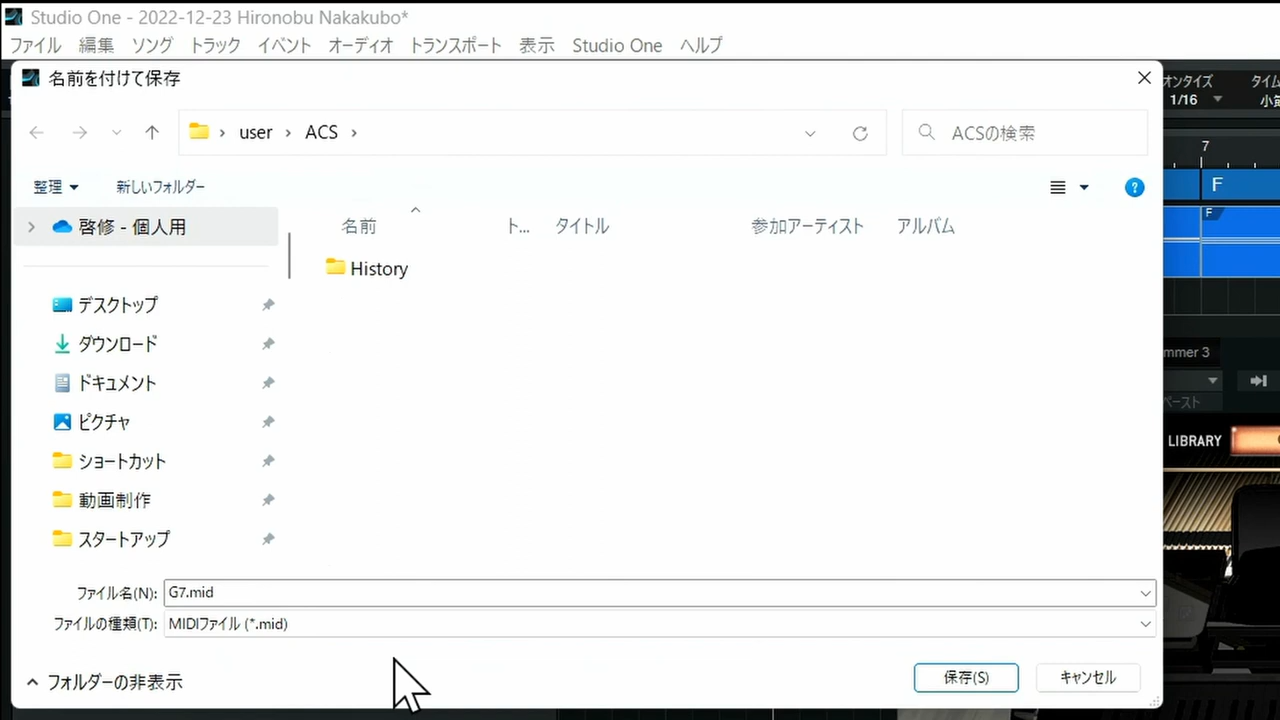 Studio One - 2022-12-23 Hironobu Nakakubo*
ファイル 編集 ソング トラック イベント オーディオ トランスポート 表示 Studio One ヘルプ
名前を付けて保存
オンタイズ タイム
1/16 小節
user ACS
ACSの検索
7
整理 新しいフォルダー
F
F
啓修 - 個人用
名前 ト... タイトル 参加アーティスト アルバム
History
デスクトップ
ダウンロード
mmer 3
ドキュメント
ペースト
ピクチャ
LIBRARY
ショートカット
動画制作
スタートアップ
ファイル名(N): G7.mid
ファイルの種類(T): MIDIファイル (*.mid)
フォルダーの非表示
保存(S) キャンセル